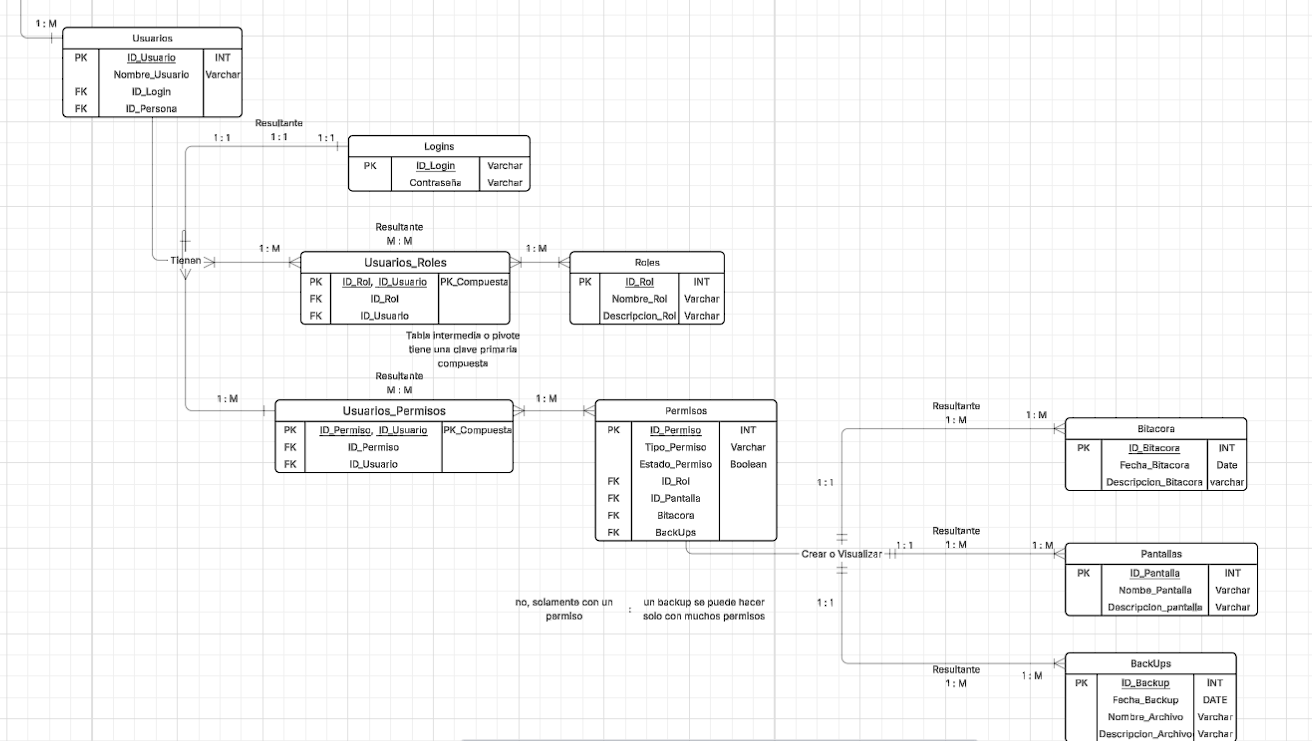 1 : M
Usuarios
PK ID_Usuario INT
Nombre_Usuario Varchar
FK ID_Login
FK ID_Persona
Resultante
1 : 1 1 : 1 1 : 1
Logins
PK ID_Login Varchar
Contraseña Varchar
Tienen
1 : M
Resultante
M : M
Usuarios_Roles
PK ID_Rol, ID_Usuario PK_Compuesta
FK ID_Rol
FK ID_Usuario
1 : M
Roles
PK ID_Rol INT
Nombre_Rol Varchar
Descripcion_Rol Varchar
Tabla intermedia o pivote
tiene una clave primaria
compuesta
Resultante
M : M
1 : M
Usuarios_Permisos
PK ID_Permiso, ID_Usuario PK_Compuesta
FK ID_Permiso
FK ID_Usuario
1 : M
Permisos
PK ID_Permiso INT
Tipo_Permiso Varchar
Estado_Permiso Boolean
FK ID_Rol
FK ID_Pantalla
FK Bitacora
FK BackUps
Resultante
1 : M
1 : M
Bitacora
PK ID_Bitacora INT
Fecha_Bitacora Date
Descripcion_Bitacora varchar
1 : 1
Crear o Visualizar
1 : 1
Resultante
1 : M
1 : M
Pantallas
PK ID_Pantalla INT
Nombe_Pantalla Varchar
Descripcion_pantalla Varchar
1 : 1
no, solamente con un
permiso
:
un backup se puede hacer
solo con muchos permisos
Resultante
1 : M
1 : M
BackUps
PK ID_Backup INT
Fecha_Backup DATE
Nombre_Archivo Varchar
Descripcion_Archivo Varchar